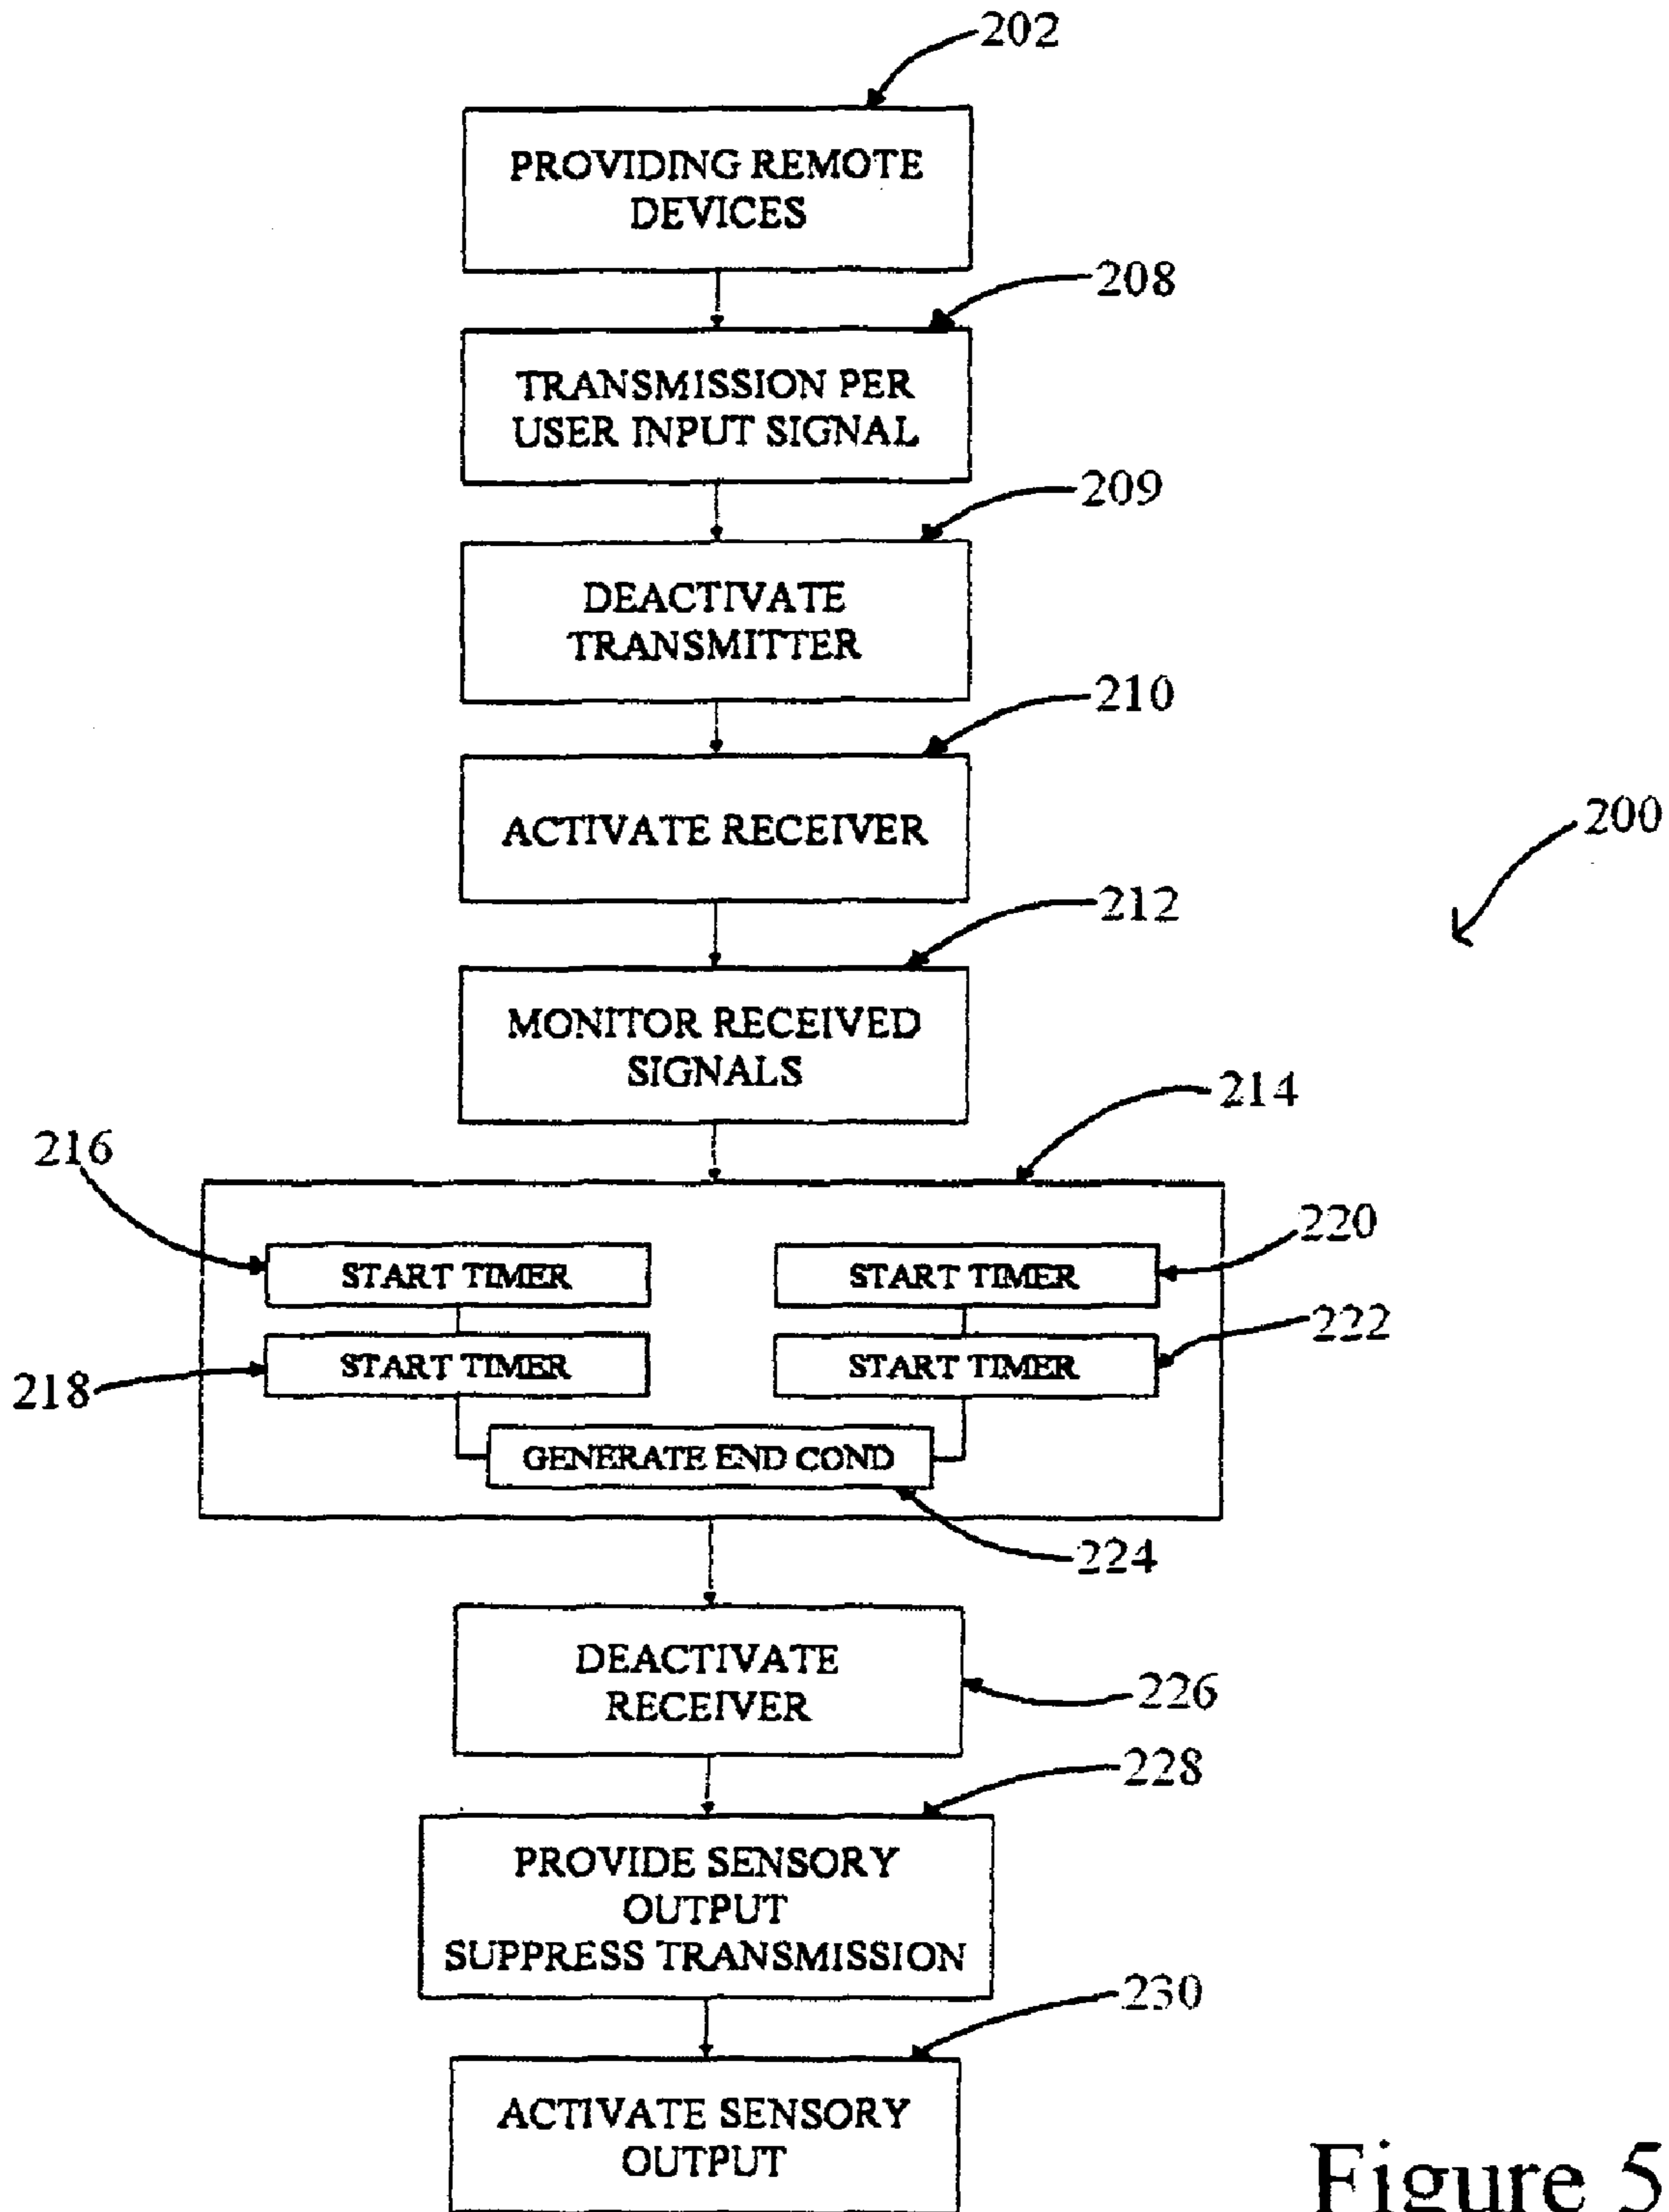 202
PROVIDING REMOTE
DEVICES
208
TRANSMISSION PER
USER INPUT SIGNAL
209
DEACTIVATE
TRANSMITTER
210
ACTIVATE RECEIVER
200
212
MONITOR RECEIVED
SIGNALS
214
216
START TIMER
START TIMER
220
218
START TIMER
START TIMER
222
GENERATE END COND
224
DEACTIVATE
RECEIVER
226
228
PROVIDE SENSORY
OUTPUT
SUPPRESS TRANSMISSION
230
ACTIVATE SENSORY
OUTPUT
Figure 5